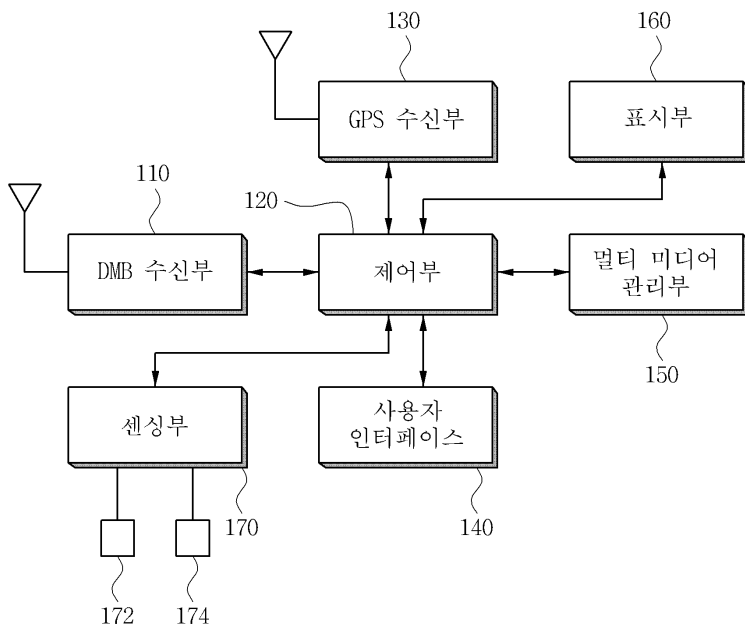 130
160
GPS 수신부
표시부
110
120
DMB 수신부
제어부
멀티 미디어
관리부
150
센싱부
사용자
인터페이스
170
140
172
174